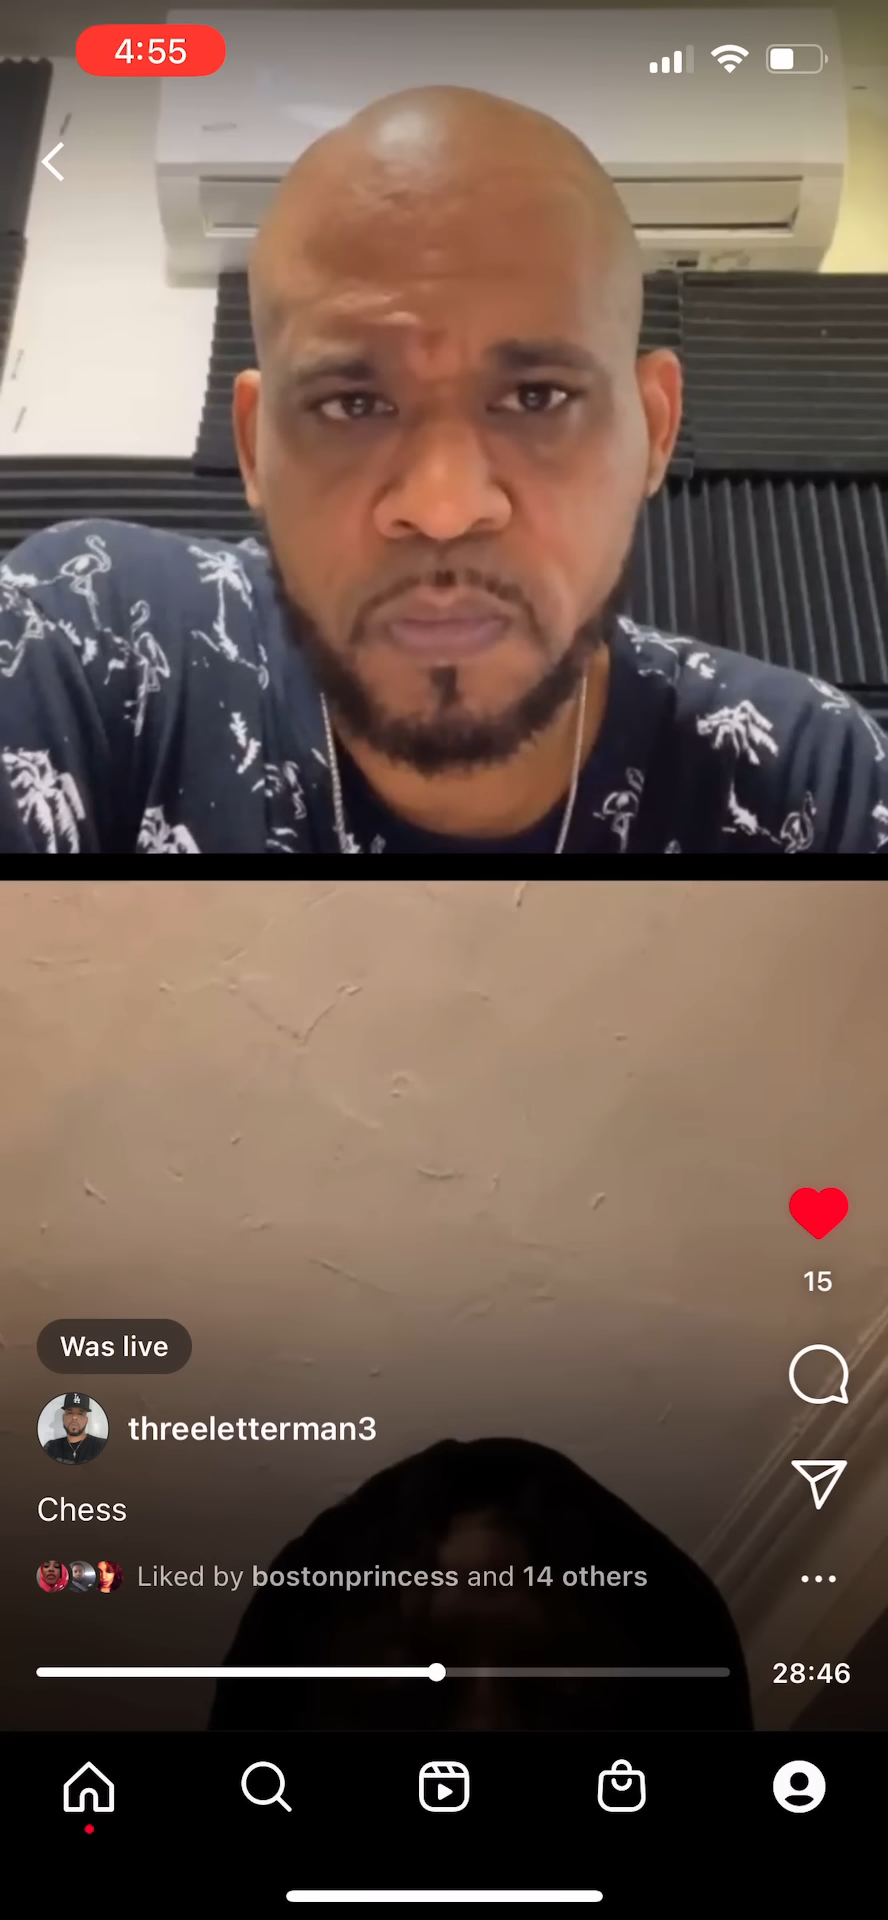 4:55
15
Was live
threeletterman3
Chess
Liked by bostonprincess and 14 others
28:46